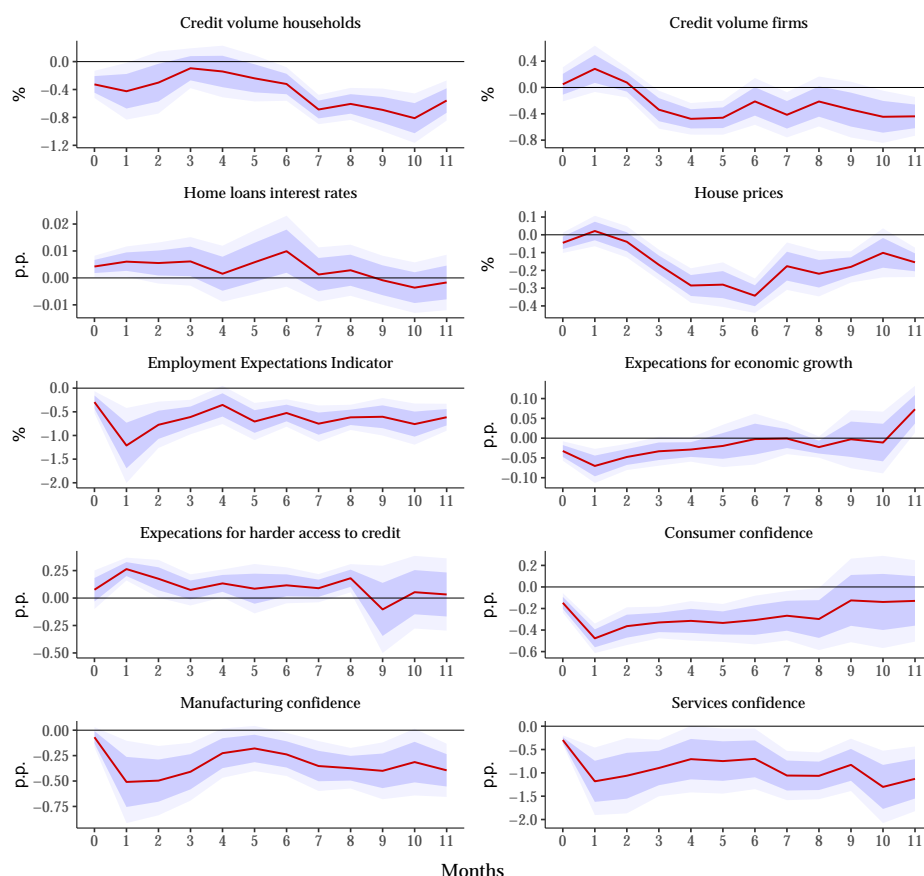 Credit volume households
Credit volume firms
0.0
−0.4
−0.8
−1.2
%
0 1 2 3 4 5 6 7 8 9 10 11
0.4
0.0
−0.4
−0.8
%
0 1 2 3 4 5 6 7 8 9 10 11
Home loans interest rates
House prices
0.02
0.01
0.00
−0.01
p.p.
0 1 2 3 4 5 6 7 8 9 10 11
0.1
0.0
−0.1
−0.2
−0.3
−0.4
%
0 1 2 3 4 5 6 7 8 9 10 11
Employment Expectations Indicator
Expecations for economic growth
0.0
−0.5
−1.0
−1.5
−2.0
%
0 1 2 3 4 5 6 7 8 9 10 11
0.10
0.05
0.00
−0.05
−0.10
p.p.
0 1 2 3 4 5 6 7 8 9 10 11
Expecations for harder access to credit
Consumer confidence
0.25
0.00
−0.25
−0.50
p.p.
0 1 2 3 4 5 6 7 8 9 10 11
0.2
0.0
−0.2
−0.4
−0.6
p.p.
0 1 2 3 4 5 6 7 8 9 10 11
Manufacturing confidence
Services confidence
0.00
−0.25
−0.50
−0.75
p.p.
0 1 2 3 4 5 6 7 8 9 10 11
0.0
−0.5
−1.0
−1.5
−2.0
p.p.
0 1 2 3 4 5 6 7 8 9 10 11
Months